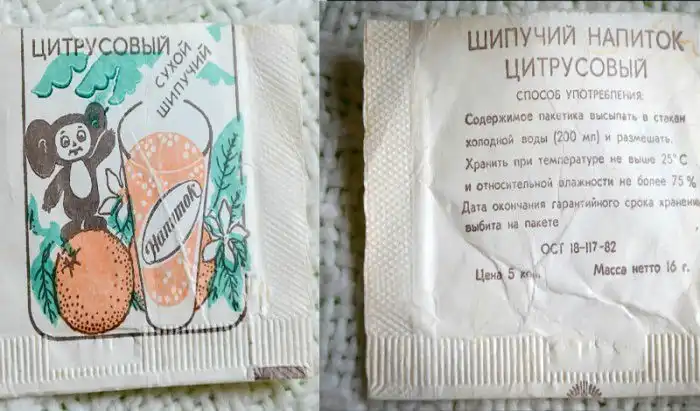 ЦИТРУСОВЫЙ
СУХОЙ
ШИПУЧИЙ
Напиток
ШИПУЧИЙ НАПИТОК
ЦИТРУСОВЫЙ
СПОСОБ УПОТРЕБЛЕНИЯ:
Содержимое пакетика высыпать в стакан
холодной воды (200 мл) и размешать.
Хранить при температуре не выше 25°С
и относительной влажности не более 75%
Дата окончания гарантийного срока хранени
выбита на пакете
ОСТ 18-117-82
Цена 5 коп. Масса нетто 16 г.